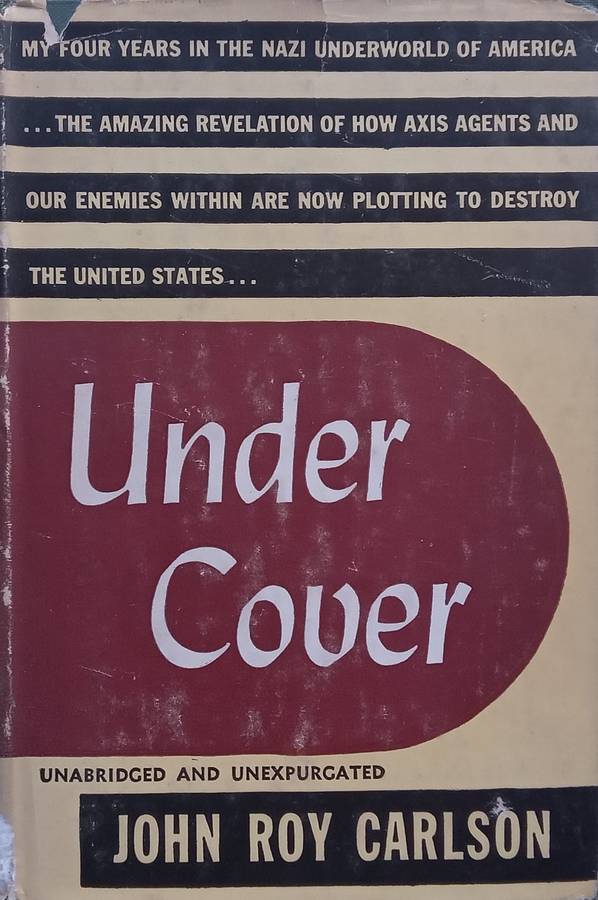 MY FOUR YEARS IN THE NAZI UNDERWORLD OF AMERICA
...THE AMAZING REVELATION OF HOW AXIS AGENTS AND
OUR ENEMIES WITHIN ARE NOW PLOTTING TO DESTROY
THE UNITED STATES...
Under
Cover
UNABRIDGED AND UNEXPURGATED
JOHN ROY CARLSON